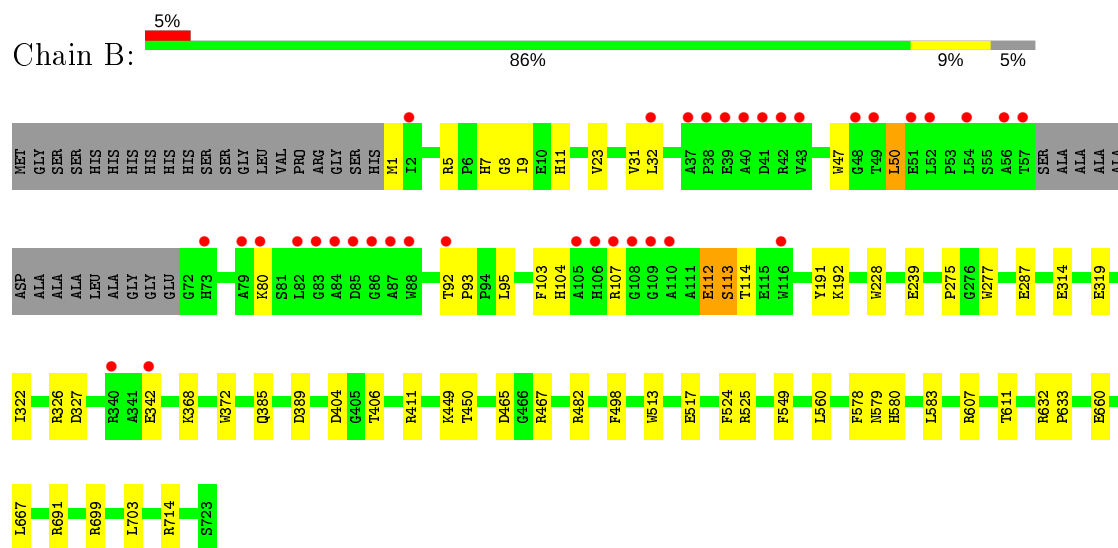 5%
Chain B:
86% 9% 5%
MET GLY SER SER HIS HIS HIS HIS HIS HIS SER SER GLY LEU VAL PRO ARG GLY SER HIS M1 I2 R5 P6 H7 G8 I9 E10 H11 V23 V31 L32 A37 P38 E39 A40 D41 R42 V43 W47 G48 T49 L50 E51 L52 P53 L54 S55 A56 T57 SER ALA ALA ALA ALA
ASP ALA ALA ALA LEU ALA GLY GLY GLU G72 H73 A79 K80 S81 L82 G83 A84 D85 G86 A87 W88 T92 P93 P94 L95 F103 H104 A105 H106 R107 G108 G109 A110 A111 E112 S113 T114 E115 W116 Y191 K192 W228 E239 P275 G276 W277 E287 E314 E319
I322 R326 D327 R340 A341 E342 K368 W372 Q385 D389 D404 G405 T406 R411 K449 T450 D465 G466 R467 R482 F498 W513 E517 F524 R525 F549 L560 F578 N579 H580 L583 R607 T611 R632 P633 E660
L667 R691 R699 L703 R714 S723